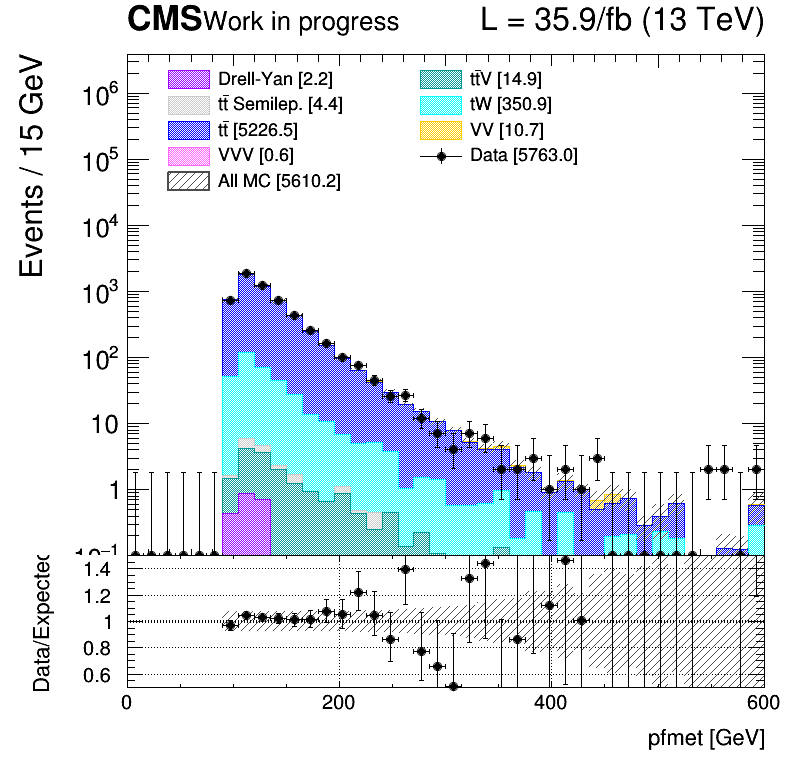 CMS Work in progress L = 35.9/fb (13 TeV)
Events / 15 GeV
Drell-Yan [2.2]
tt̄ Semilep. [4.4]
tt̄ [5226.5]
VVV [0.6]
All MC [5610.2]
tt̄V [14.9]
tW [350.9]
VV [10.7]
Data [5763.0]
10⁶
10⁵
10⁴
10³
10²
10
1
10⁻¹
Data/Expected
1.4
1.2
1
0.8
0.6
0 200 400 600
pfmet [GeV]